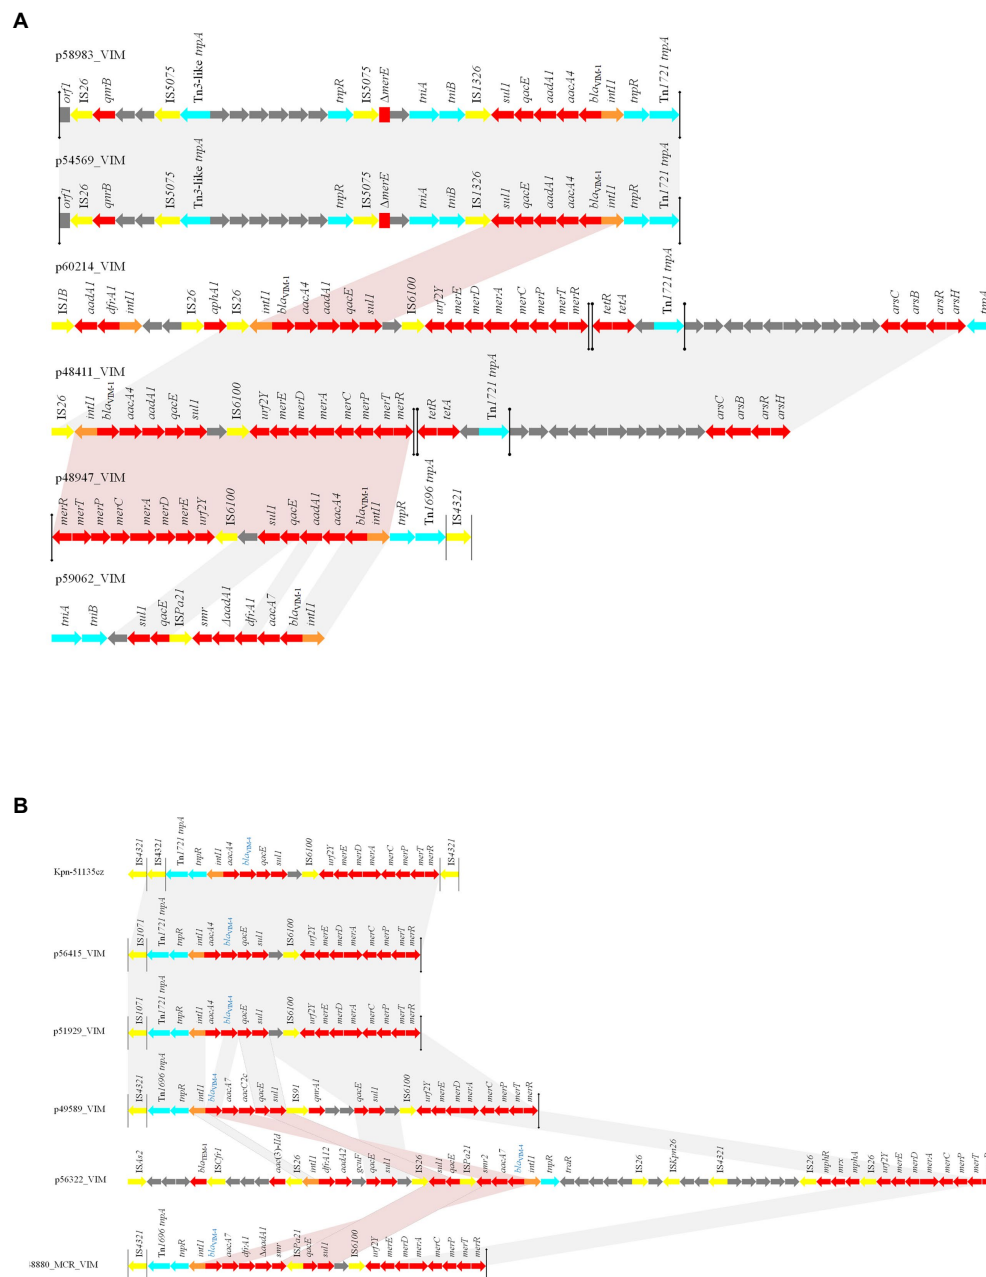 A
p58983_VIM
orf1 IS26 qnrB IS5075 Tn3-like tnpA tnpR IS5075 ΔmerE tniA tniB IS1326 sul1 qacE aadA1 aacA4 blaVIM-1 intI1 tnpR Tn1721 tnpA
p54569_VIM
orf1 IS26 qnrB IS5075 Tn3-like tnpA tnpR IS5075 ΔmerE tniA tniB IS1326 sul1 qacE aadA1 aacA4 blaVIM-1 intI1 tnpR Tn1721 tnpA
p60214_VIM
IS1B aadA1 dfrA1 intI1 IS26 aphA1 IS26 intI1 blaVIM-1 aacA4 aadA1 qacE sul1 IS6100 urf2Y merE merD merA merC merP merT merR tetR tetA Tn1721 tnpA arsC arsB arsR arsH tnpA
p48411_VIM
IS26 intI1 blaVIM-1 aacA4 aadA1 qacE sul1 IS6100 urf2Y merE merD merA merC merP merT merR tetR tetA Tn1721 tnpA arsC arsB arsR arsH
p48947_VIM
merR merT merP merC merA merD merE urf2Y IS6100 sul1 qacE aadA1 aacA4 blaVIM-1 intI1 tnpR Tn1696 tnpA IS4321
p59062_VIM
tniA tniB sul1 qacE ISPa21 smr ΔaadA1 dfrA1 aacA7 blaVIM-1 intI1
B
Kpn-51135cz
IS4321 IS4321 Tn1721 tnpA tnpR intI1 aacA4 blaVIM-4 qacE sul1 IS6100 urf2Y merE merD merA merC merP merT merR IS4321
p56415_VIM
IS1071 Tn1721 tnpA tnpR intI1 aacA4 blaVIM-4 qacE sul1 IS6100 urf2Y merE merD merA merC merP merT merR
p51929_VIM
IS1071 Tn1721 tnpA tnpR intI1 aacA4 blaVIM-4 qacE sul1 IS6100 urf2Y merE merD merA merC merP merT merR
p49589_VIM
IS4321 Tn1696 tnpA tnpR intI1 blaVIM-4 aacA7 aacC2c qacE sul1 IS91 qnrA1 qacE sul1 IS6100 urf2Y merE merD merA merC merP merT merR
p56322_VIM
ISAs2 blaTEM-1 ISCfr1 aac(3)-IId IS26 intI1 dfrA12 aadA2 gcuF qacE sul1 IS26 sul1 qacE ISPa21 smr2 aacA7 blaVIM-4 intI1 tnpR traR IS26 ISKpn26 IS4321 IS26 mphR mrx mphA IS26 urf2Y merE merD merA merC merP merT
8880_MCR_VIM
IS4321 Tn1696 tnpA tnpR intI1 blaVIM-4 aacA7 dfrA1 ΔaadA1 smr ISPa21 qacE sul1 IS6100 urf2Y merE merD merA merC merP merT merR